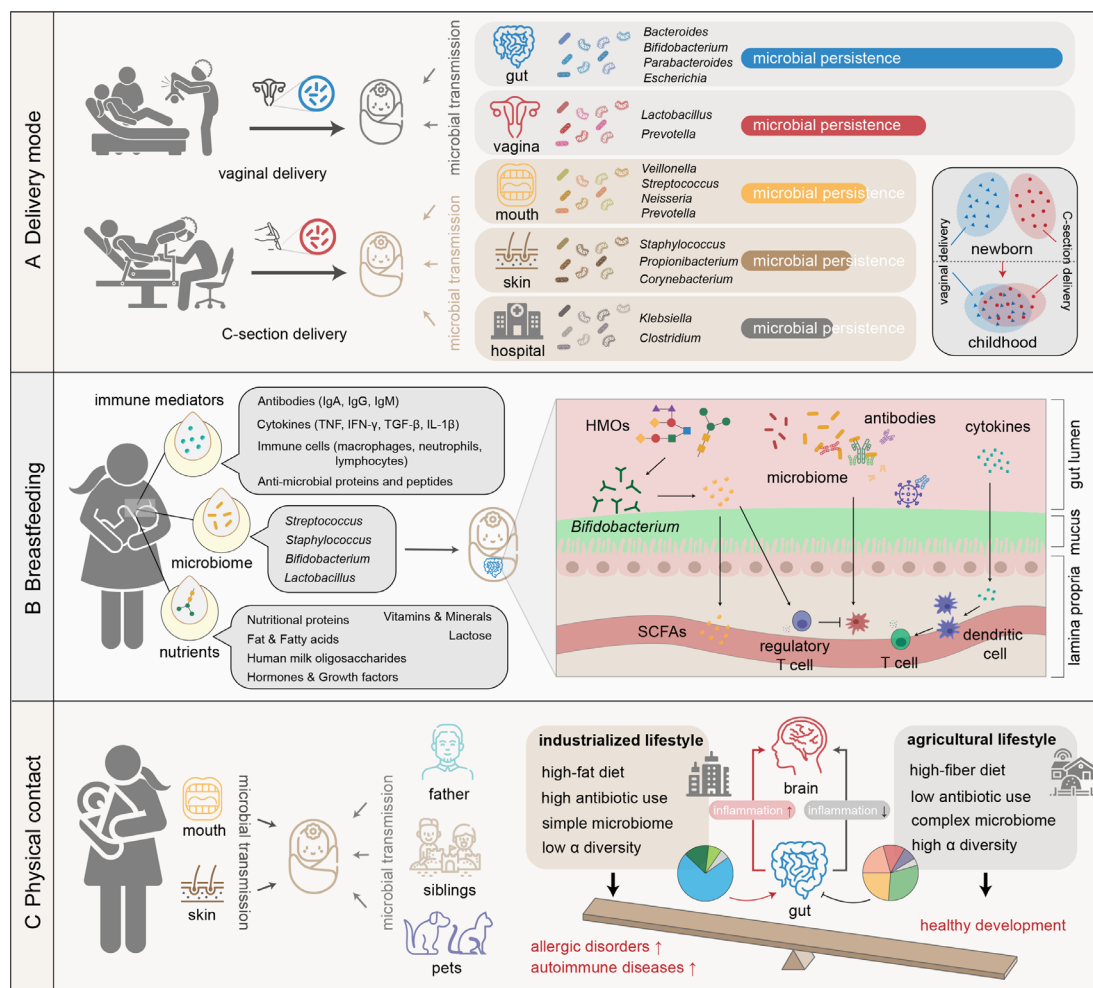 A Delivery mode
vaginal delivery
C-section delivery
microbial transmission
microbial transmission
gut
Bacteroides
Bifidobacterium
Parabacteroides
Escherichia
microbial persistence
vagina
Lactobacillus
Prevotella
microbial persistence
mouth
Veillonella
Streptococcus
Neisseria
Prevotella
microbial persistence
skin
Staphylococcus
Propionibacterium
Corynebacterium
microbial persistence
hospital
Klebsiella
Clostridium
microbial persistence
vaginal delivery
C-section delivery
newborn
childhood
B Breastfeeding
immune mediators
Antibodies (IgA, IgG, IgM)
Cytokines (TNF, IFN-γ, TGF-β, IL-1β)
Immune cells (macrophages, neutrophils,
lymphocytes)
Anti-microbial proteins and peptides
microbiome
Streptococcus
Staphylococcus
Bifidobacterium
Lactobacillus
nutrients
Nutritional proteins
Vitamins & Minerals
Fat & Fatty acids
Lactose
Human milk oligosaccharides
Hormones & Growth factors
HMOs
antibodies
cytokines
microbiome
Bifidobacterium
SCFAs
regulatory
T cell
T cell
dendritic
cell
gut lumen
mucus
lamina propria
C Physical contact
mouth
skin
microbial transmission
microbial transmission
father
siblings
pets
industrialized lifestyle
high-fat diet
high antibiotic use
simple microbiome
low α diversity
brain
inflammation ↑
inflammation ↓
gut
agricultural lifestyle
high-fiber diet
low antibiotic use
complex microbiome
high α diversity
allergic disorders ↑
autoimmune diseases ↑
healthy development